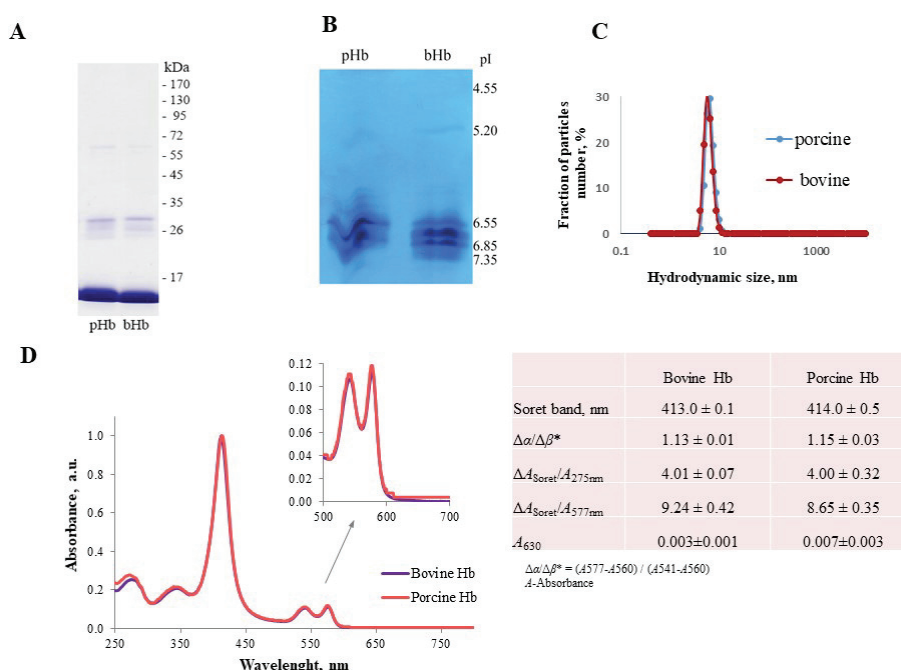 A
kDa
- 170
- 130
- 95
- 72
- 55
- 45
- 35
- 26
- 17
pHb bHb
B
pHb bHb pI
4.55
5.20
6.55
6.85
7.35
C
Fraction of particles
number, %
30
20
10
0
0.1 10 1000
Hydrodynamic size, nm
porcine
bovine
D
Absorbance, a.u.
1.0
0.8
0.6
0.4
0.2
0.0
250 350 450 550 650 750
Wavelenght, nm
0.12
0.10
0.08
0.06
0.04
0.02
0.00
500 600 700
Bovine Hb
Porcine Hb
Bovine Hb Porcine Hb
Soret band, nm 413.0 ± 0.1 414.0 ± 0.5
Δα/Δβ* 1.13 ± 0.01 1.15 ± 0.03
ΔASoret/A275nm 4.01 ± 0.07 4.00 ± 0.32
ΔASoret/A577nm 9.24 ± 0.42 8.65 ± 0.35
A630 0.003±0.001 0.007±0.003
Δα/Δβ* = (A577-A560) / (A541-A560)
A-Absorbance